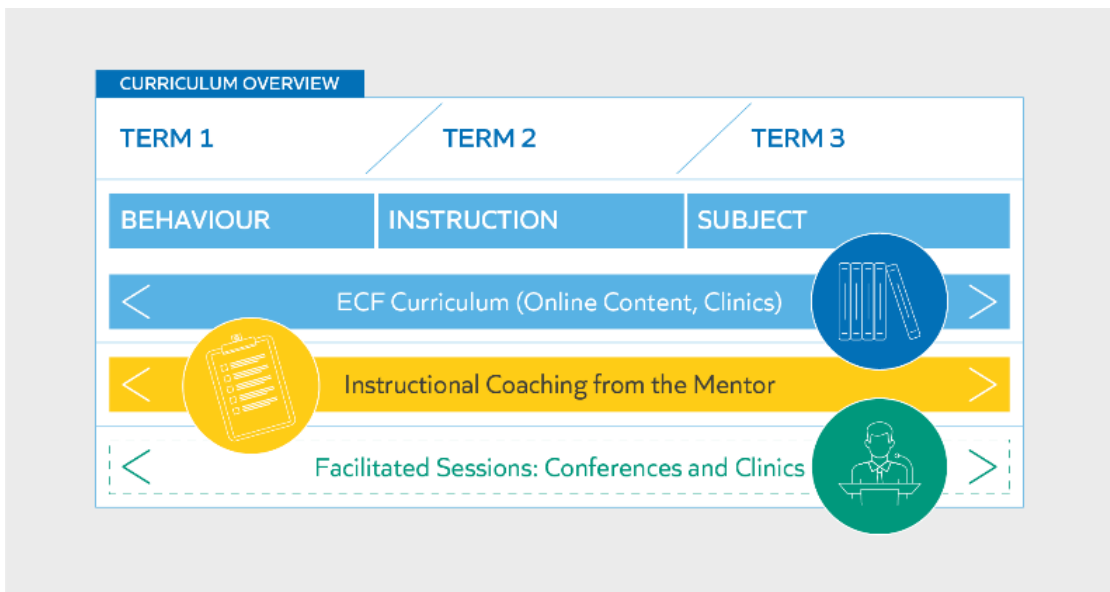 CURRICULUM OVERVIEW
TERM 1
TERM 2
TERM 3
BEHAVIOUR
INSTRUCTION
SUBJECT
ECF Curriculum (Online Content, Clinics)
Instructional Coaching from the Mentor
Facilitated Sessions: Conferences and Clinics